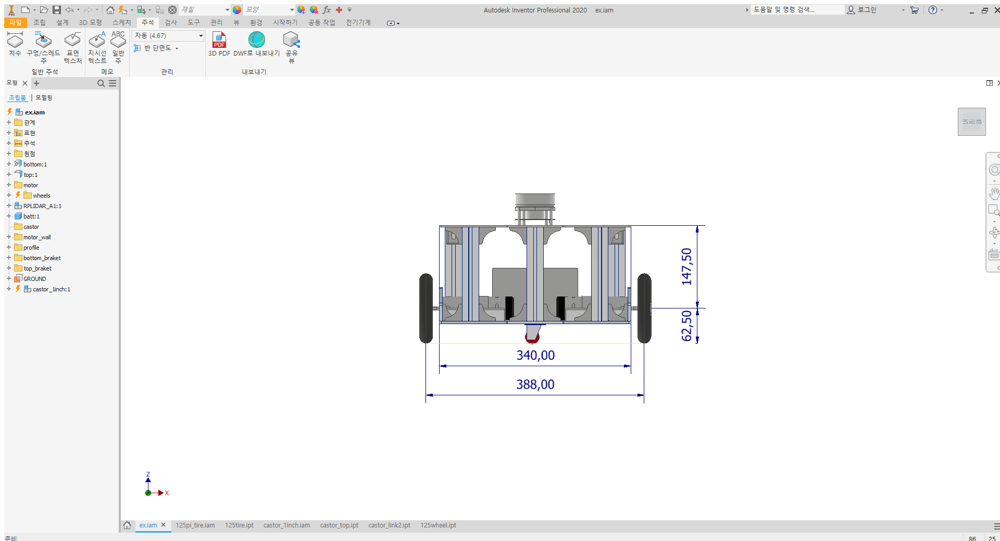 PRO
재질
모양
fx
Autodesk Inventor Professional 2020 ex.iam
도움말 및 명령 검색...
로그인
파일 조립 설계 3D 모형 스케치 주석 검사 도구 관리 뷰 환경 시작하기 공동 작업 전기기계
치수
구멍/스레드
주
표면
텍스처
A
지시선
텍스트
ABC
일반
주
자동 (4.67)
반 단면도
PDF
3D PDF
DWF로 내보내기
공유
뷰
일반 주석 메모 관리 내보내기
모형
조립품 | 모델링
ex.iam
관계
표현
주석
원점
bottom:1
top:1
motor
wheels
RPLIDAR_A1:1
batt:1
castor
motor_wall
profile
bottom_braket
top_braket
GROUND
castor_1inch:1
147,50
62,50
340,00
388,00
Z
X
ex.iam 125pi_tire.iam 125tire.ipt castor_1inch.iam castor_top.ipt castor_link2.ipt 125wheel.ipt
준비
86 25